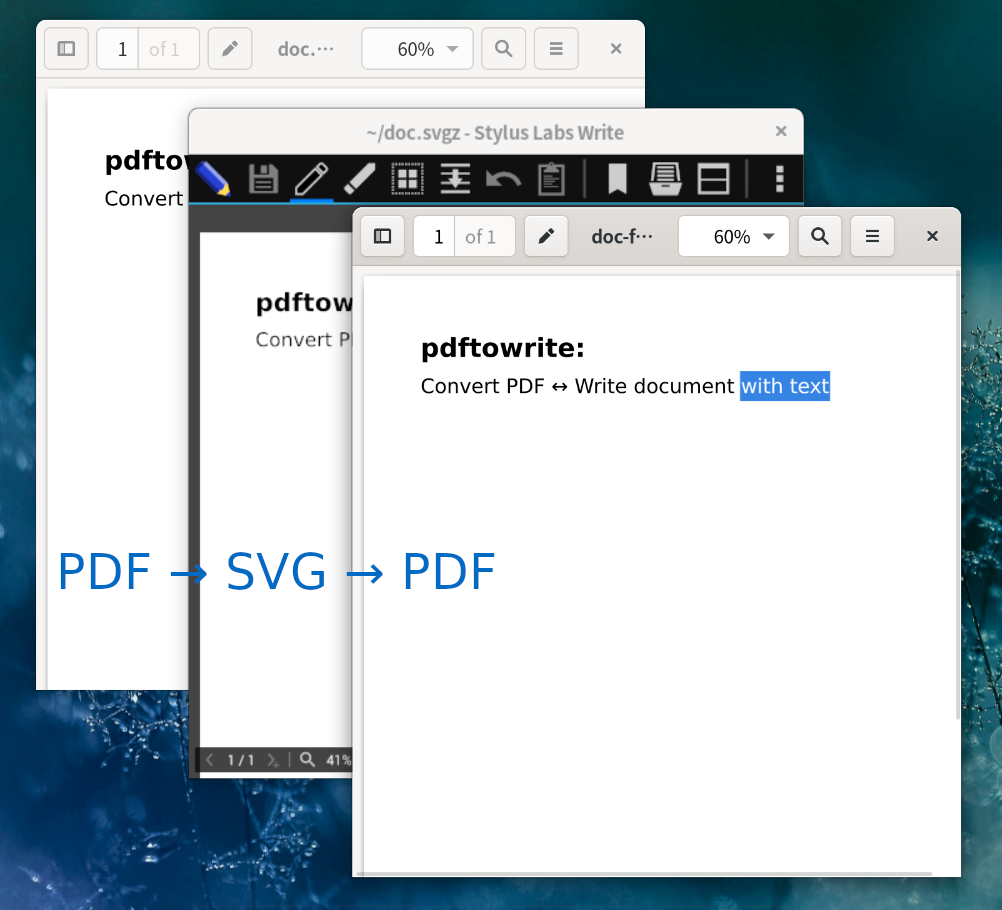 1 of 1
doc.···
60%
pdftow
Convert
~/doc.svgz - Stylus Labs Write
pdftow
Convert P
1 / 1
41%
1 of 1
doc-f···
60%
pdftowrite:
Convert PDF ↔ Write document with text
PDF → SVG → PDF